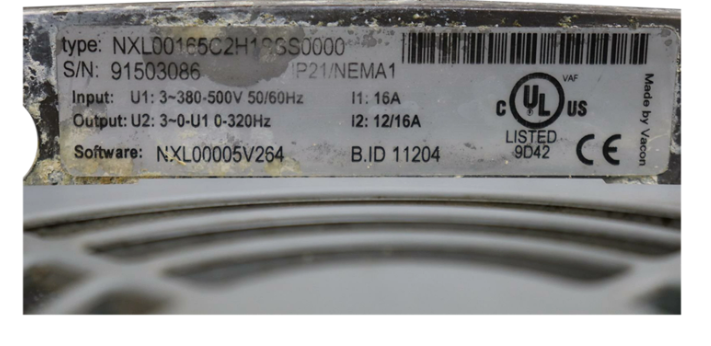 type: NXL00165C2H1SGS0000
S/N: 91503086 IP21/NEMA1
Input: U1: 3~380-500V 50/60Hz I1: 16A
Output: U2: 3~0-U1 0-320Hz I2: 12/16A
Software: NXL00005V264 B.ID 11204
VAF
C UL US
LISTED
9D42 CE
Made by Vacon